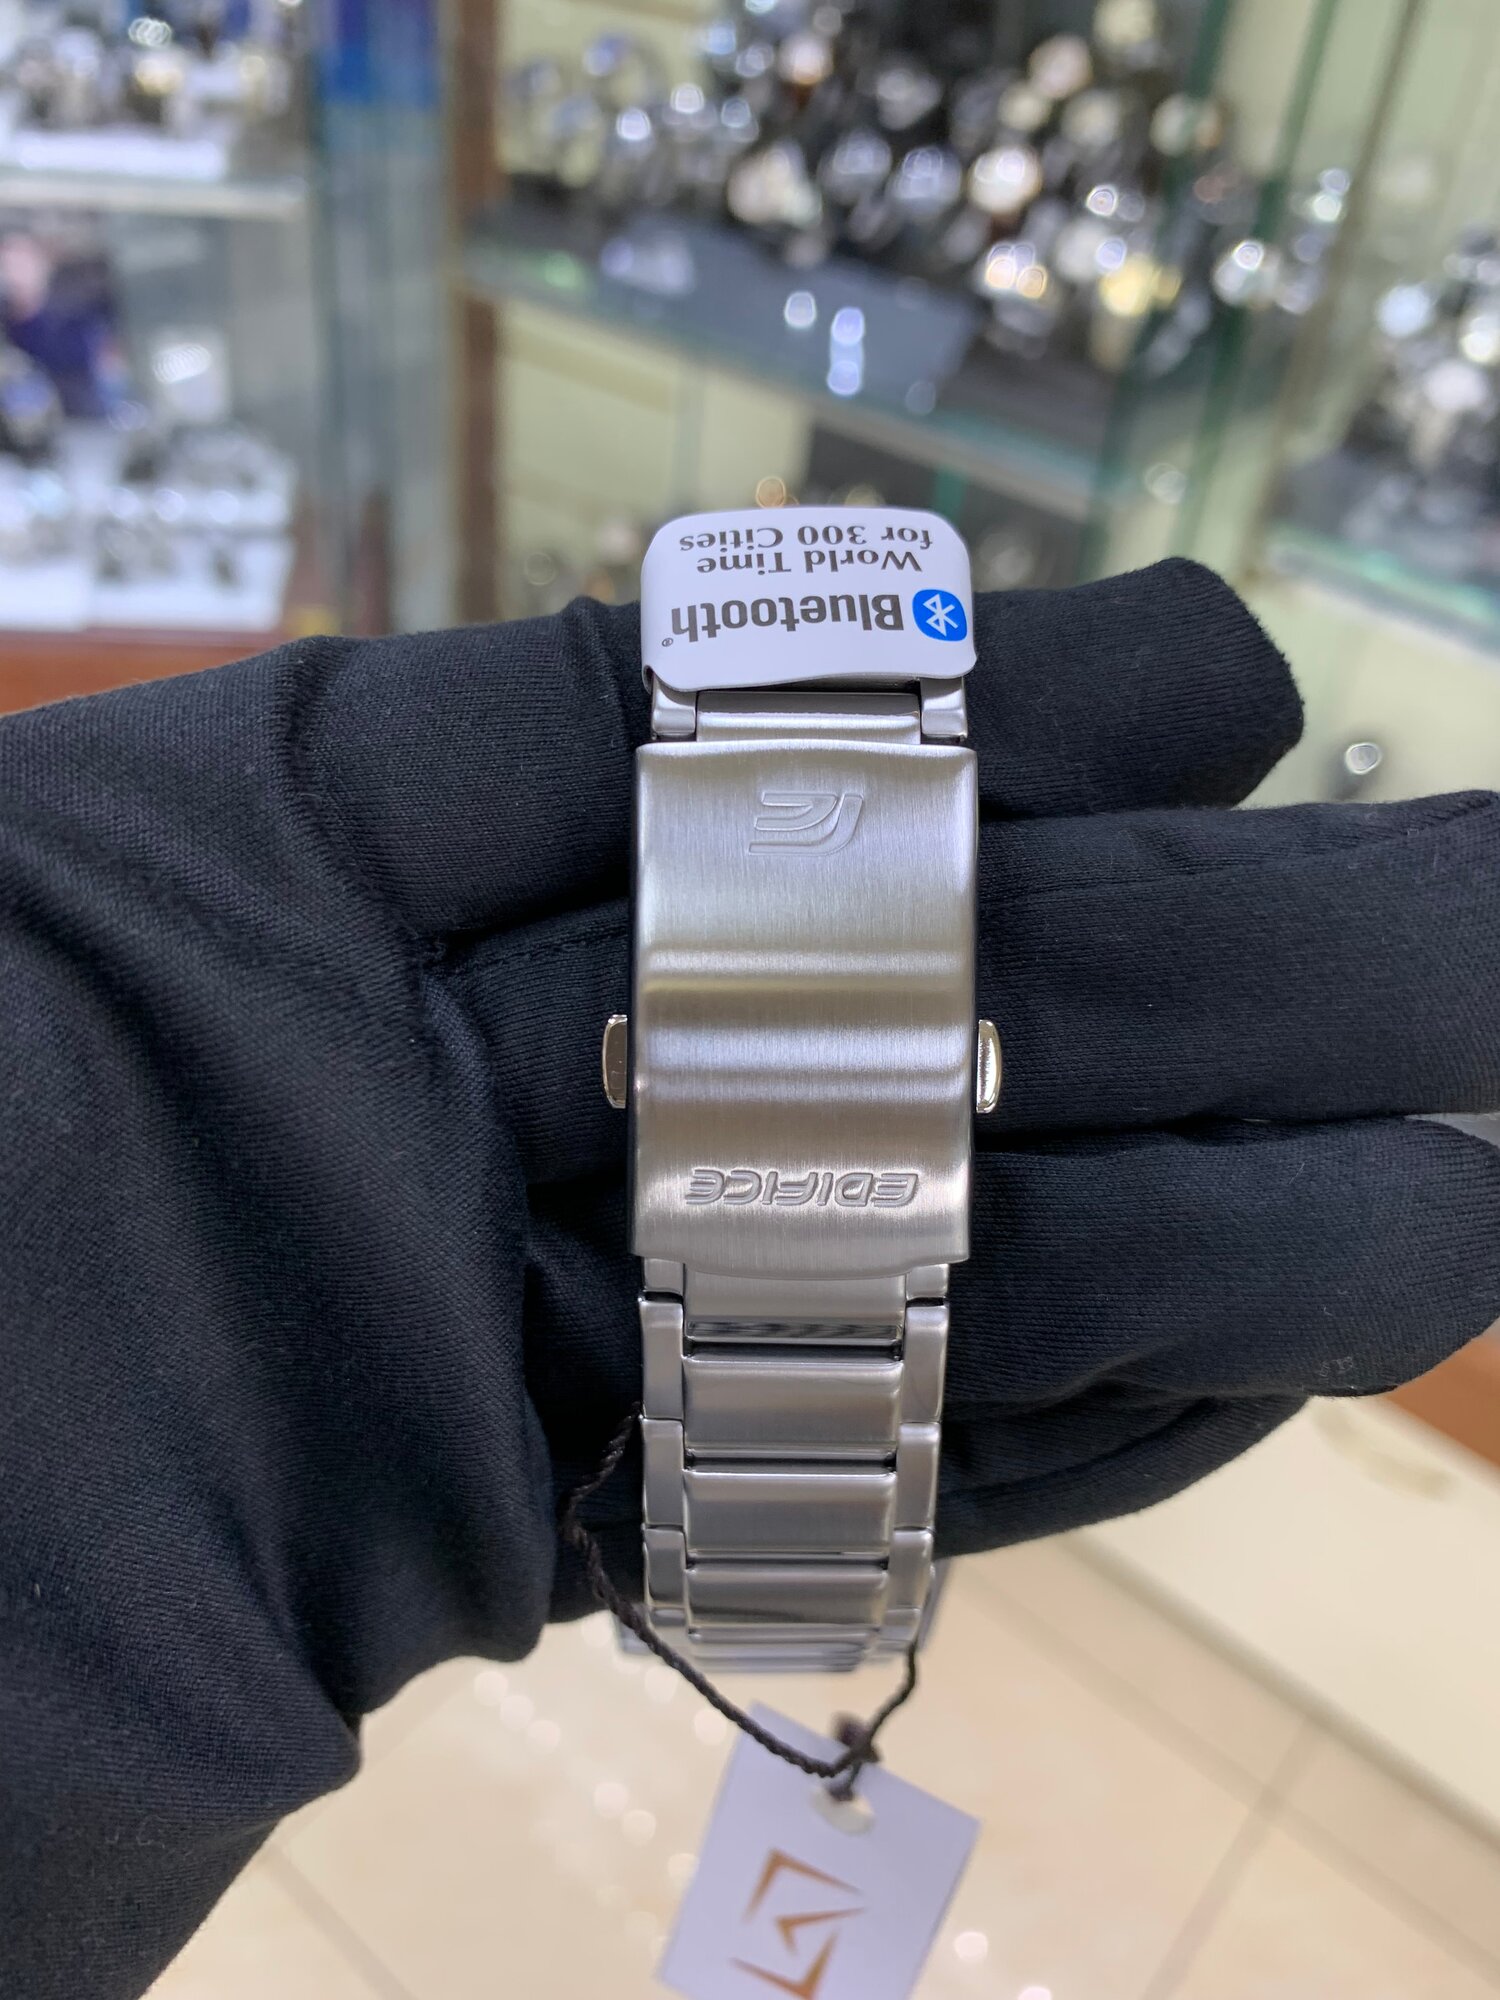 Bluetooth®
World Time
for 300 Cities
EDIFICE